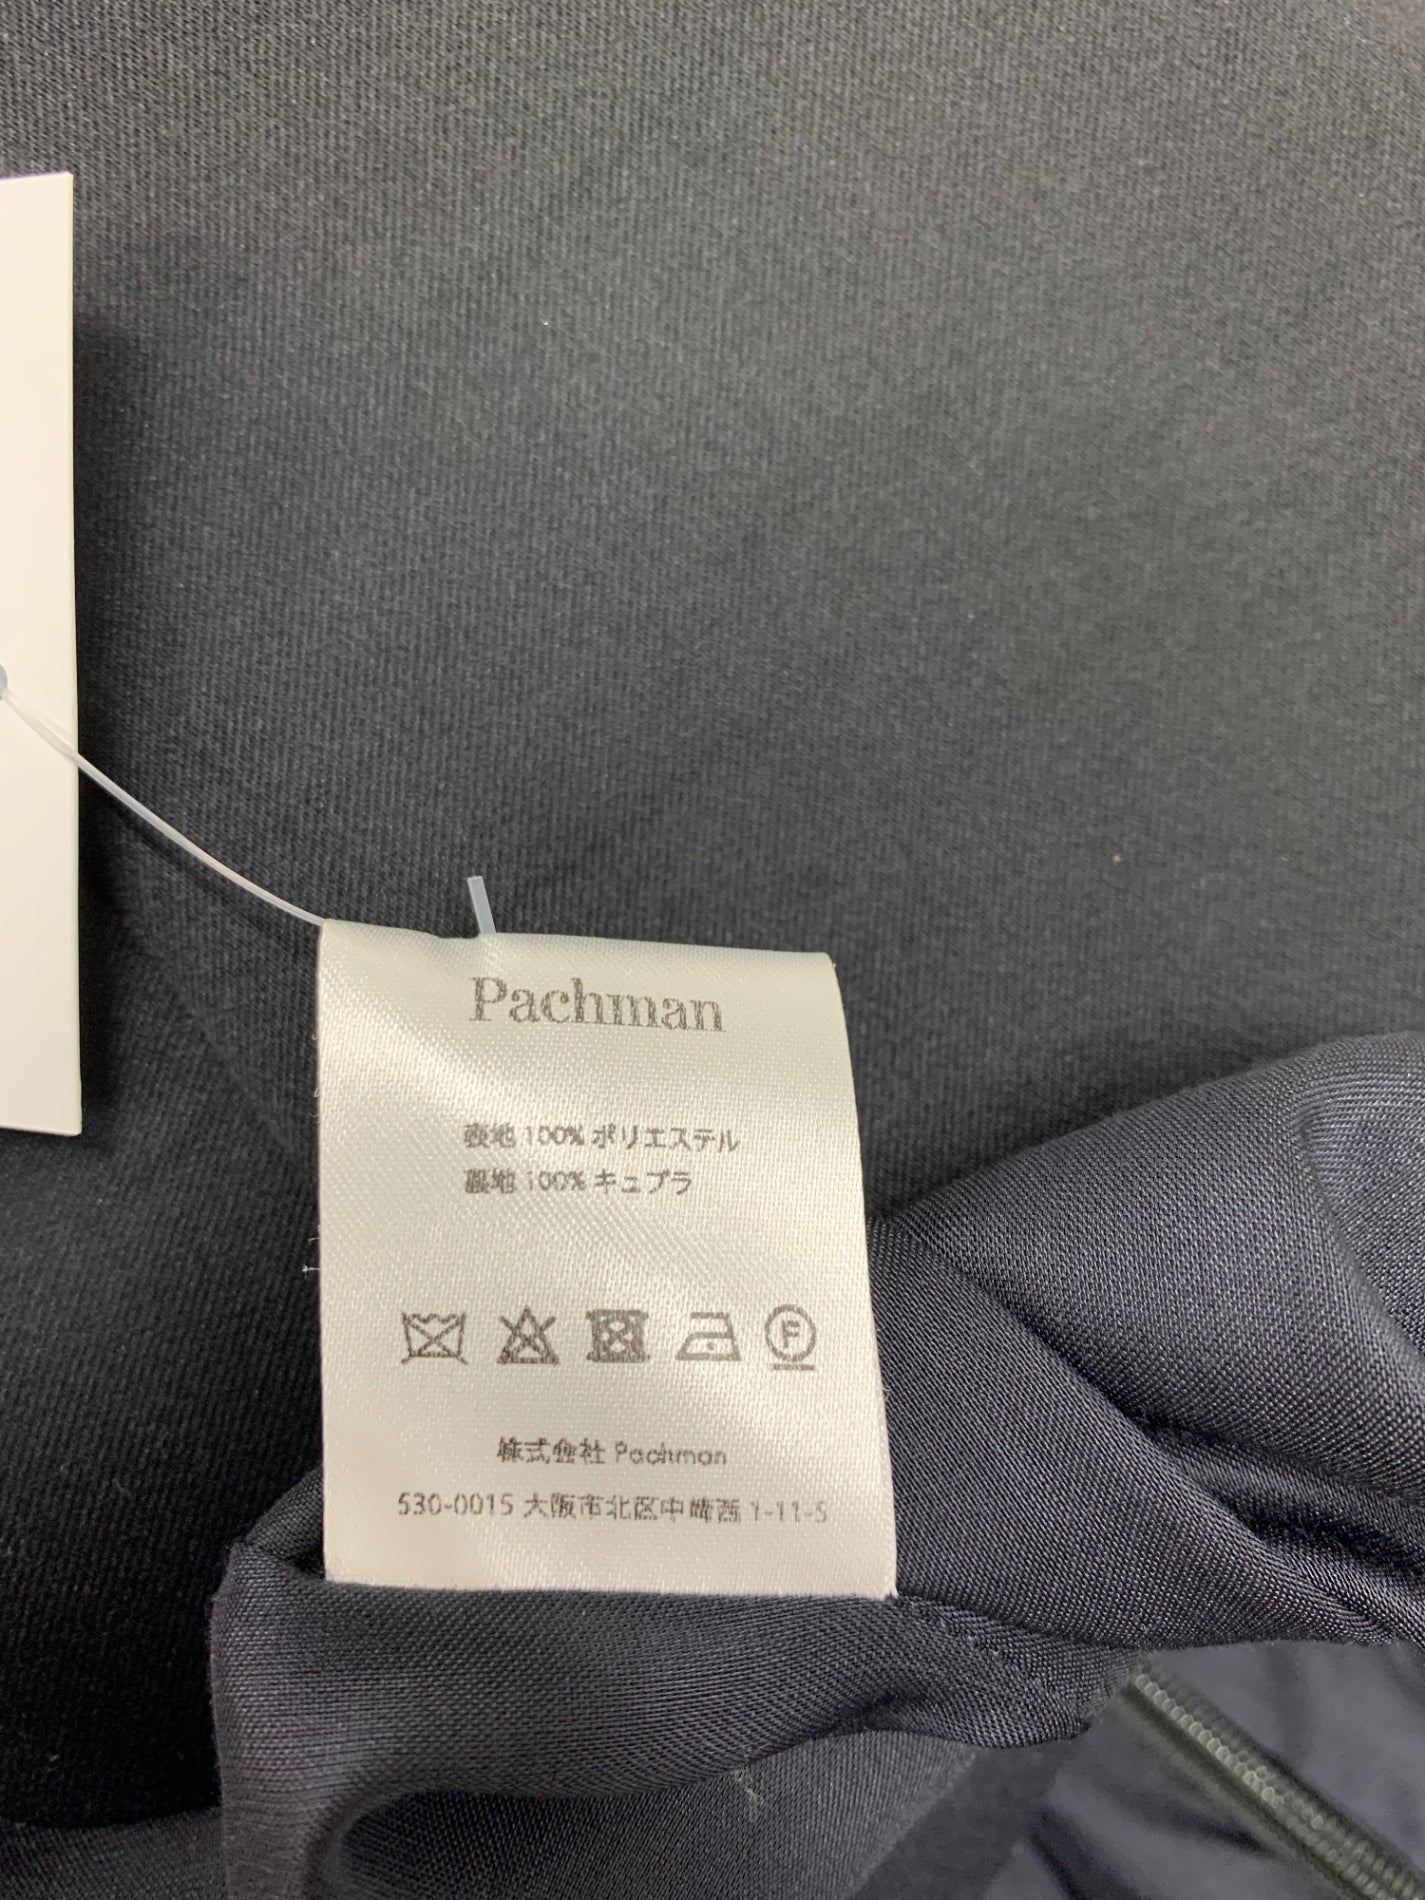 Pachman
表地 100% ポリエステル
裏地 100% キュプラ
F
株式会社 Pachman
530-0015 大阪市北区中崎西 1-11-5